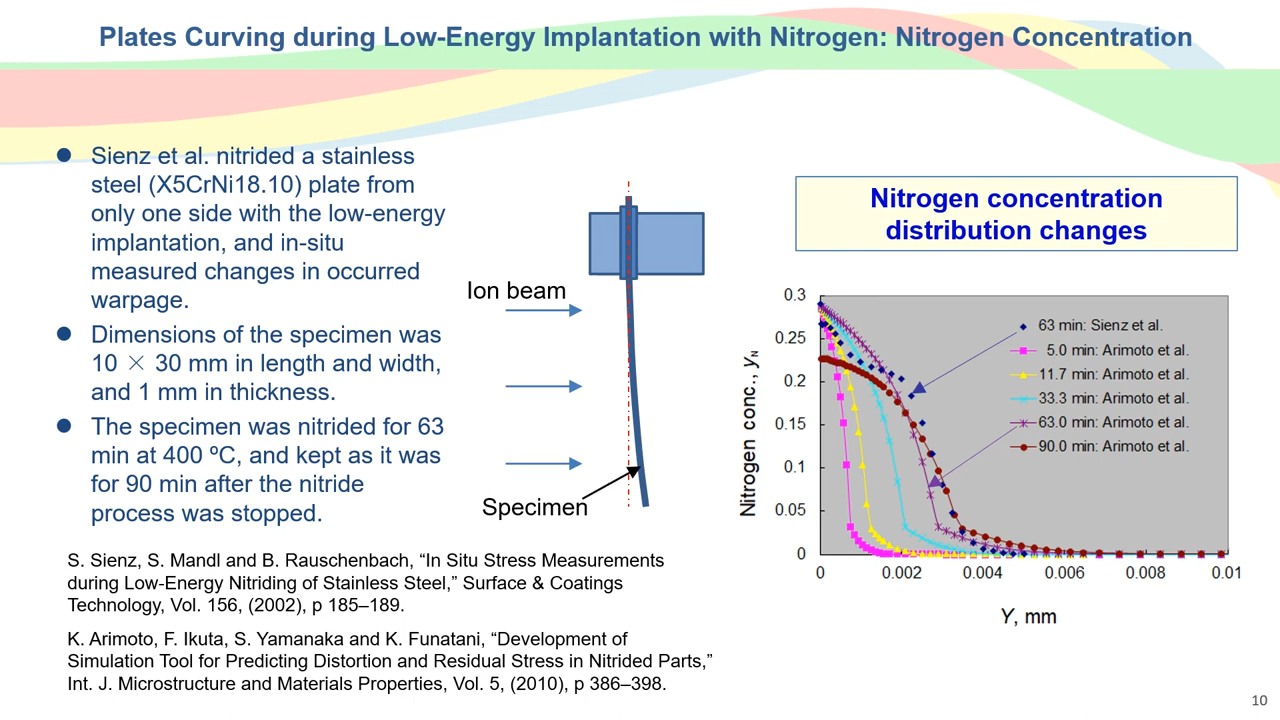 Plates Curving during Low-Energy Implantation with Nitrogen: Nitrogen Concentration
● Sienz et al. nitrided a stainless
steel (X5CrNi18.10) plate from
only one side with the low-energy
implantation, and in-situ
measured changes in occurred
warpage.
● Dimensions of the specimen was
10 × 30 mm in length and width,
and 1 mm in thickness.
● The specimen was nitrided for 63
min at 400 ºC, and kept as it was
for 90 min after the nitride
process was stopped.
Ion beam
Specimen
Nitrogen concentration
distribution changes
Nitrogen conc., yN
0.3
0.25
0.2
0.15
0.1
0.05
0
0 0.002 0.004 0.006 0.008 0.01
Y, mm
63 min: Sienz et al.
5.0 min: Arimoto et al.
11.7 min: Arimoto et al.
33.3 min: Arimoto et al.
63.0 min: Arimoto et al.
90.0 min: Arimoto et al.
S. Sienz, S. Mandl and B. Rauschenbach, “In Situ Stress Measurements
during Low-Energy Nitriding of Stainless Steel,” Surface & Coatings
Technology, Vol. 156, (2002), p 185–189.
K. Arimoto, F. Ikuta, S. Yamanaka and K. Funatani, “Development of
Simulation Tool for Predicting Distortion and Residual Stress in Nitrided Parts,”
Int. J. Microstructure and Materials Properties, Vol. 5, (2010), p 386–398.
10